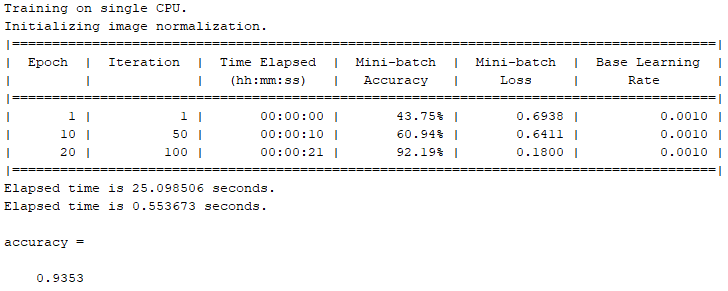 Training on single CPU.
Initializing image normalization.
|========================================================================================|
| Epoch | Iteration | Time Elapsed | Mini-batch | Mini-batch | Base Learning |
| | | (hh:mm:ss) | Accuracy | Loss | Rate |
|========================================================================================|
| 1 | 1 | 00:00:00 | 43.75% | 0.6938 | 0.0010 |
| 10 | 50 | 00:00:10 | 60.94% | 0.6411 | 0.0010 |
| 20 | 100 | 00:00:21 | 92.19% | 0.1800 | 0.0010 |
|========================================================================================|
Elapsed time is 25.098506 seconds.
Elapsed time is 0.553673 seconds.
accuracy =
0.9353